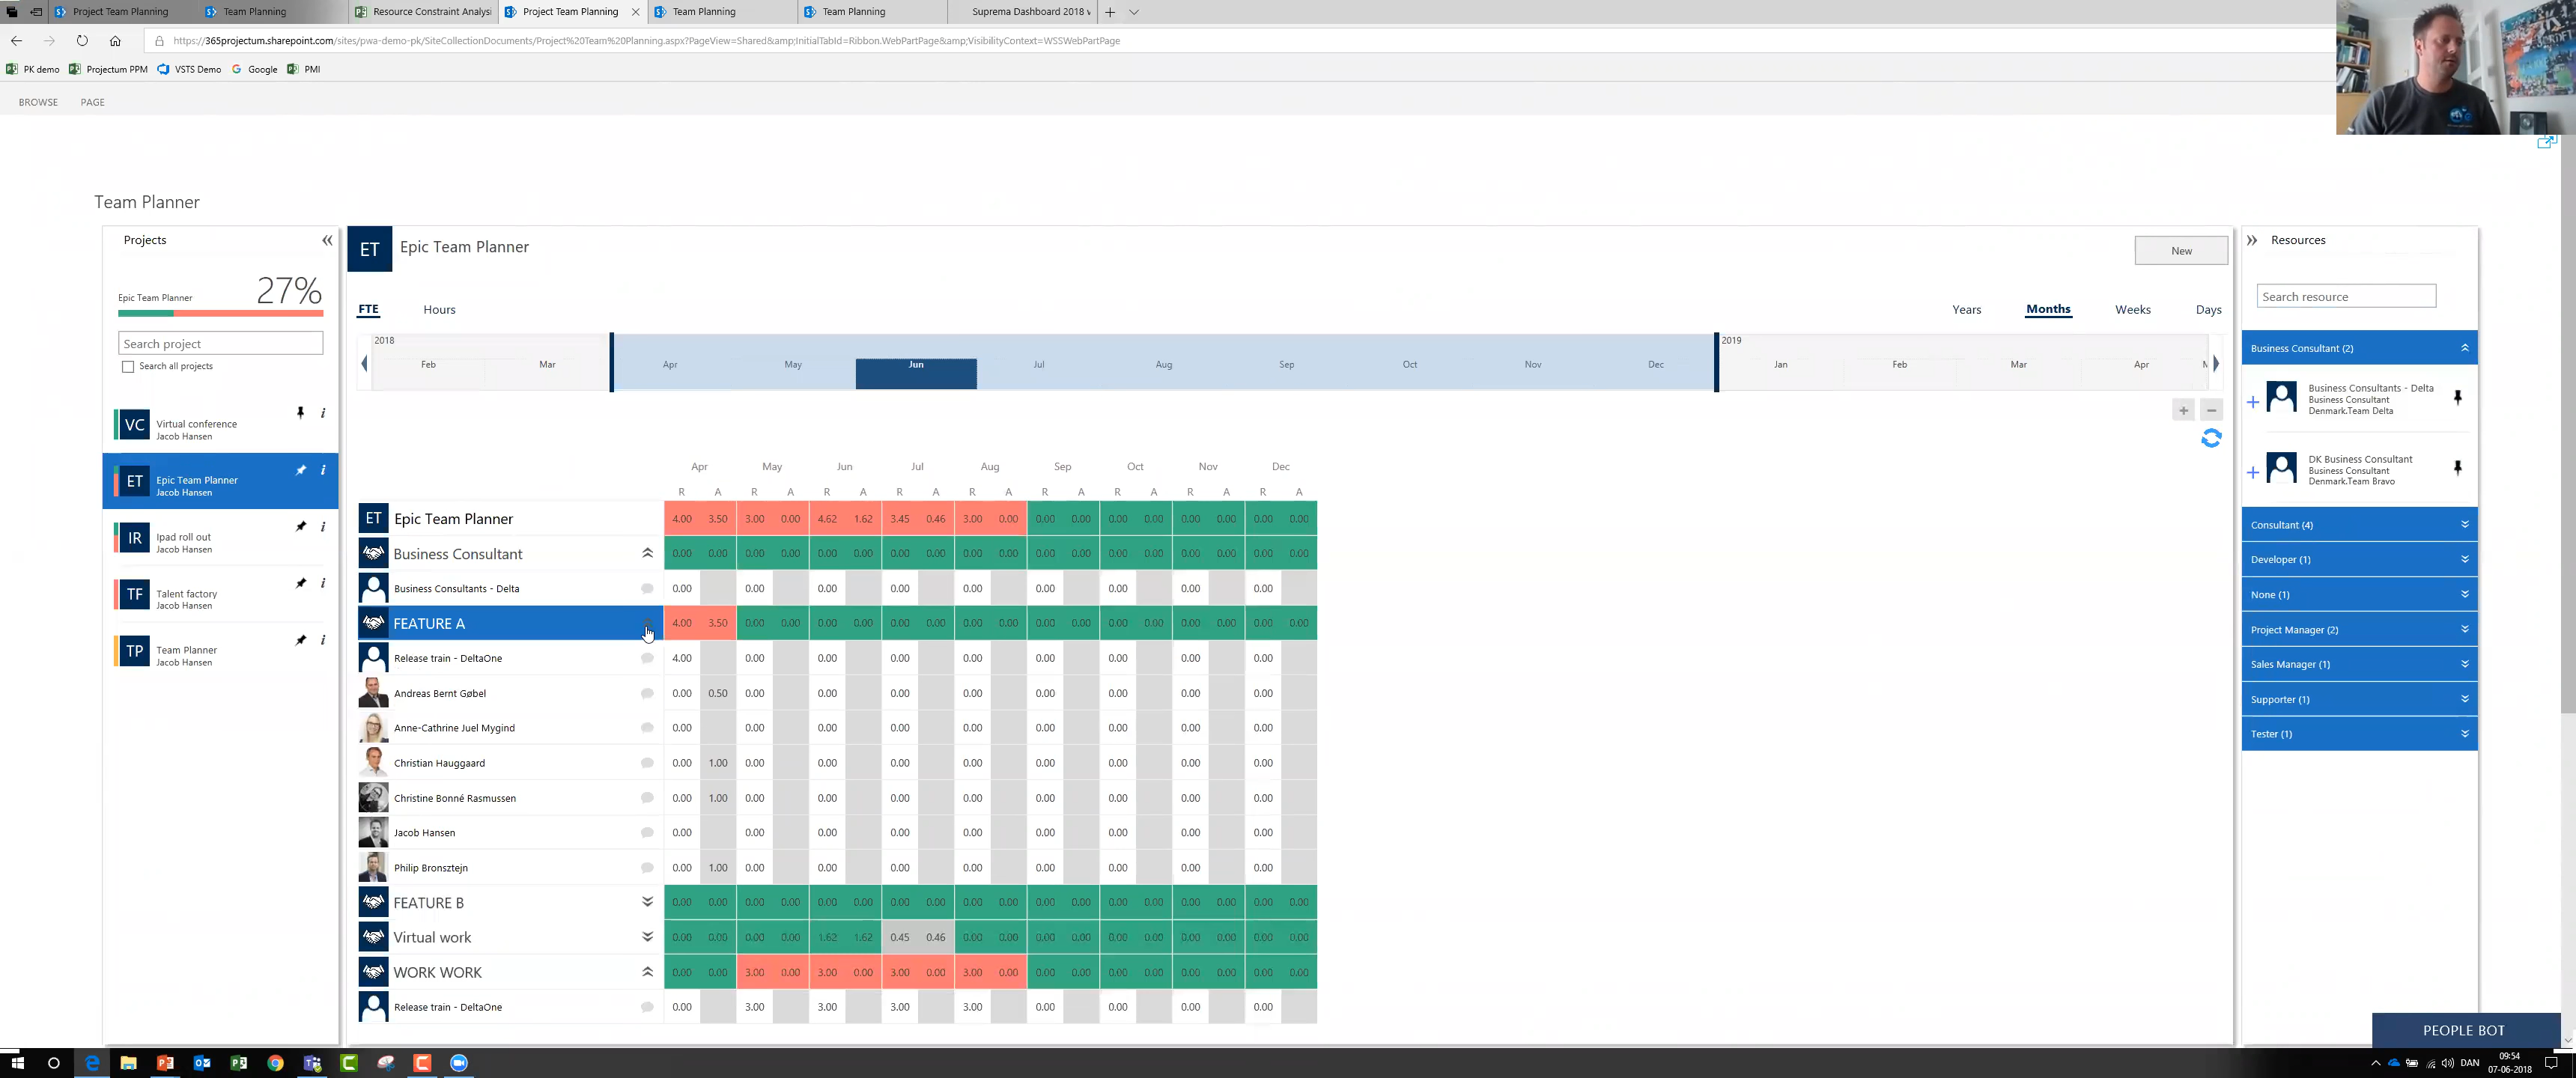 Project Team Planning
Team Planning
Resource Constraint Analysi
Project Team Planning
Team Planning
Team Planning
Suprema Dashboard 2018 v
https://365projectum.sharepoint.com/sites/pwa-demo-pk/SiteCollectionDocuments/Project%20Team%20Planning.aspx?PageView=Shared&amp;InitialTabId=Ribbon.WebPartPage&amp;VisibilityContext=WSSWebPartPage
PK demo
Projectum PPM
VSTS Demo
Google
PMI
BROWSE
PAGE
Team Planner
Projects
Epic Team Planner
27%
Search project
Search all projects
VC
Virtual conference
Jacob Hansen
ET
Epic Team Planner
Jacob Hansen
IR
Ipad roll out
Jacob Hansen
TF
Talent factory
Jacob Hansen
TP
Team Planner
Jacob Hansen
ET
Epic Team Planner
New
FTE
Hours
Years
Months
Weeks
Days
2018
2019
Feb Mar Apr May Jun Jul Aug Sep Oct Nov Dec Jan Feb Mar Apr
Apr May Jun Jul Aug Sep Oct Nov Dec
R A R A R A R A R A R A R A R A R A
ET Epic Team Planner 4.00 3.50 3.00 0.00 4.62 1.62 3.45 0.46 3.00 0.00 0.00 0.00 0.00 0.00 0.00 0.00 0.00 0.00
Business Consultant 0.00 0.00 0.00 0.00 0.00 0.00 0.00 0.00 0.00 0.00 0.00 0.00 0.00 0.00 0.00 0.00 0.00 0.00
Business Consultants - Delta 0.00 0.00 0.00 0.00 0.00 0.00 0.00 0.00 0.00
FEATURE A 4.00 3.50 0.00 0.00 0.00 0.00 0.00 0.00 0.00 0.00 0.00 0.00 0.00 0.00 0.00 0.00 0.00 0.00
Release train - DeltaOne 4.00 0.00 0.00 0.00 0.00 0.00 0.00 0.00 0.00
Andreas Bernt Gøbel 0.00 0.50 0.00 0.00 0.00 0.00 0.00 0.00 0.00 0.00
Anne-Cathrine Juel Mygind 0.00 0.00 0.00 0.00 0.00 0.00 0.00 0.00 0.00
Christian Hauggaard 0.00 1.00 0.00 0.00 0.00 0.00 0.00 0.00 0.00 0.00
Christine Bonné Rasmussen 0.00 1.00 0.00 0.00 0.00 0.00 0.00 0.00 0.00 0.00
Jacob Hansen 0.00 0.00 0.00 0.00 0.00 0.00 0.00 0.00 0.00
Philip Bronsztejn 0.00 1.00 0.00 0.00 0.00 0.00 0.00 0.00 0.00 0.00
FEATURE B 0.00 0.00 0.00 0.00 0.00 0.00 0.00 0.00 0.00 0.00 0.00 0.00 0.00 0.00 0.00 0.00 0.00 0.00
Virtual work 0.00 0.00 0.00 0.00 1.62 1.62 0.45 0.46 0.00 0.00 0.00 0.00 0.00 0.00 0.00 0.00 0.00 0.00
WORK WORK 0.00 0.00 3.00 0.00 3.00 0.00 3.00 0.00 3.00 0.00 0.00 0.00 0.00 0.00 0.00 0.00 0.00 0.00
Release train - DeltaOne 0.00 3.00 3.00 3.00 3.00 0.00 0.00 0.00 0.00
Resources
Search resource
Business Consultant (2)
Business Consultants - Delta
Business Consultant
Denmark.Team Delta
DK Business Consultant
Business Consultant
Denmark.Team Bravo
Consultant (4)
Developer (1)
None (1)
Project Manager (2)
Sales Manager (1)
Supporter (1)
Tester (1)
PEOPLE BOT
DAN
09:54
07-06-2018